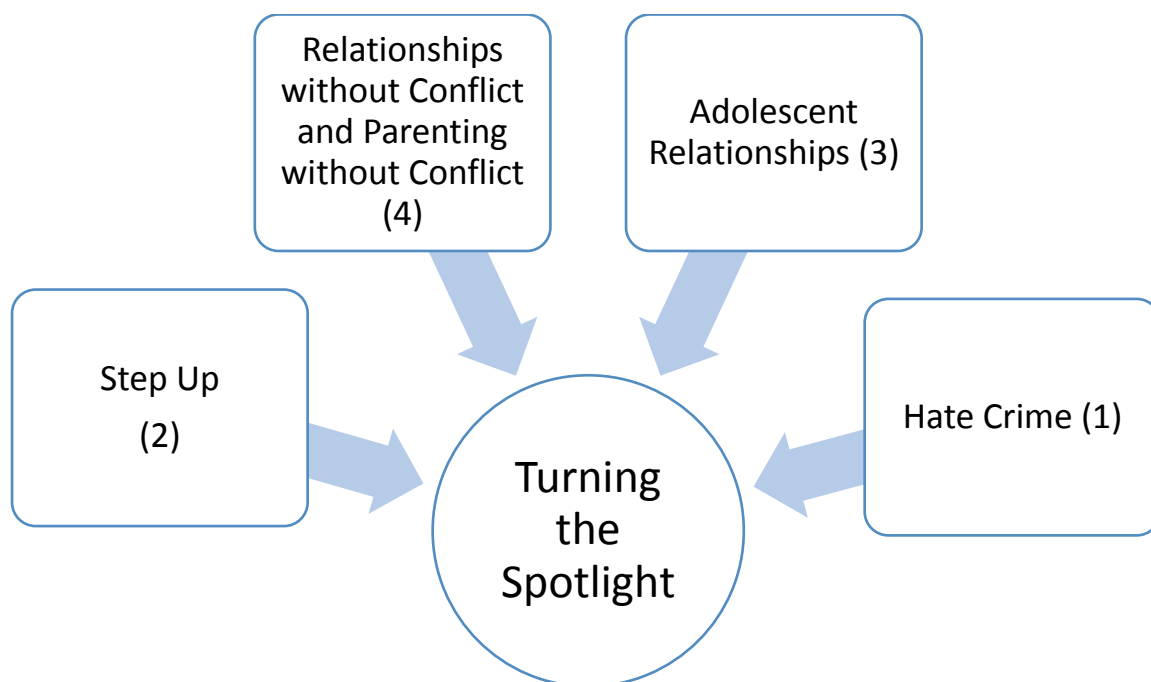 Relationships
without Conflict
and Parenting
without Conflict
(4)
Adolescent
Relationships (3)
Step Up
(2)
Hate Crime (1)
Turning
the
Spotlight